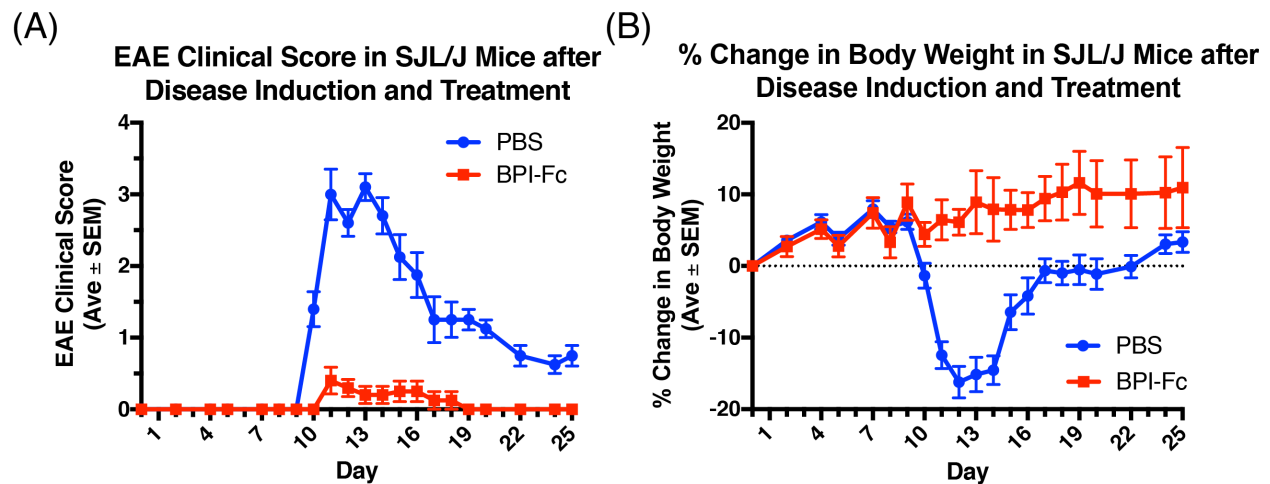 (A)
EAE Clinical Score in SJL/J Mice after
Disease Induction and Treatment
EAE Clinical Score
(Ave ± SEM)
4
3
2
1
0
PBS
BPI-Fc
1 4 7 10 13 16 19 22 25
Day
(B)
% Change in Body Weight in SJL/J Mice after
Disease Induction and Treatment
% Change in Body Weight
(Ave ± SEM)
20
10
0
-10
-20
PBS
BPI-Fc
1 4 7 10 13 16 19 22 25
Day